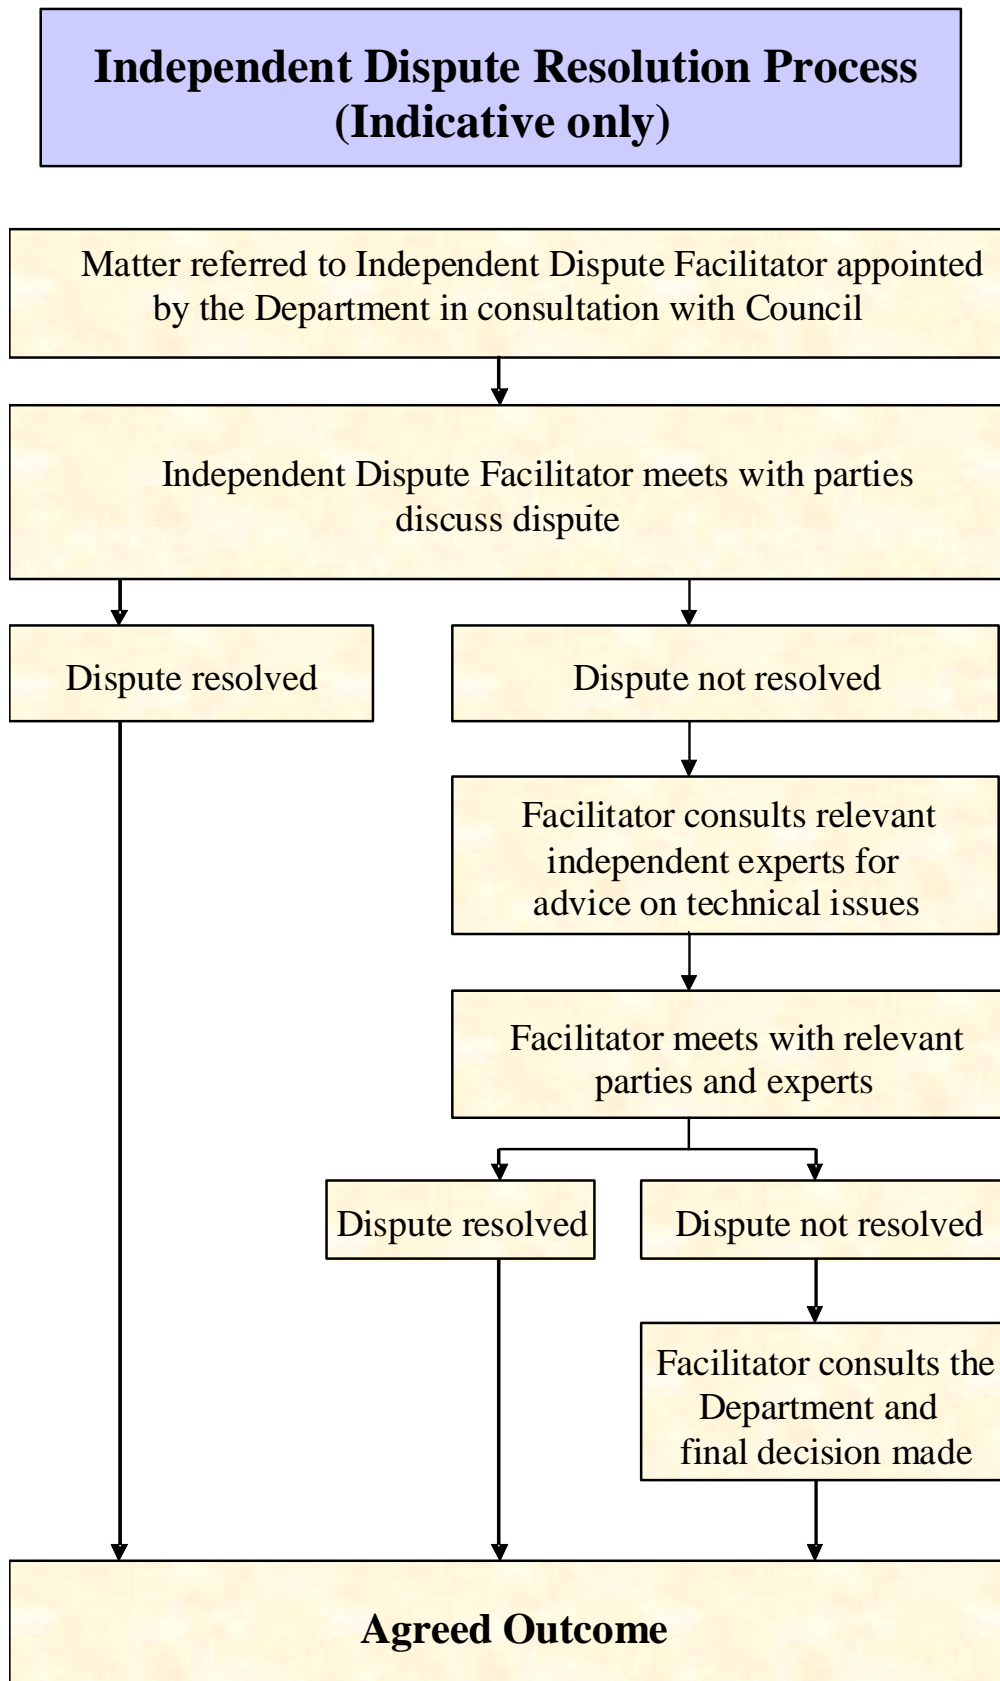 Independent Dispute Resolution Process
(Indicative only)
Matter referred to Independent Dispute Facilitator appointed
by the Department in consultation with Council
Independent Dispute Facilitator meets with parties
discuss dispute
Dispute resolved
Dispute not resolved
Facilitator consults relevant
independent experts for
advice on technical issues
Facilitator meets with relevant
parties and experts
Dispute resolved
Dispute not resolved
Facilitator consults the
Department and
final decision made
Agreed Outcome